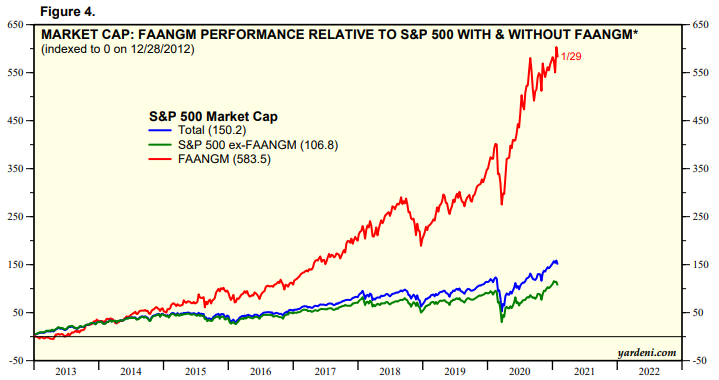 Figure 4.
MARKET CAP: FAANGM PERFORMANCE RELATIVE TO S&P 500 WITH & WITHOUT FAANGM*
(indexed to 0 on 12/28/2012)
S&P 500 Market Cap
Total (150.2)
S&P 500 ex-FAANGM (106.8)
FAANGM (583.5)
1/29
650
550
450
350
250
150
50
-50
650
550
450
350
250
150
50
-50
yardeni.com
2013 2014 2015 2016 2017 2018 2019 2020 2021 2022